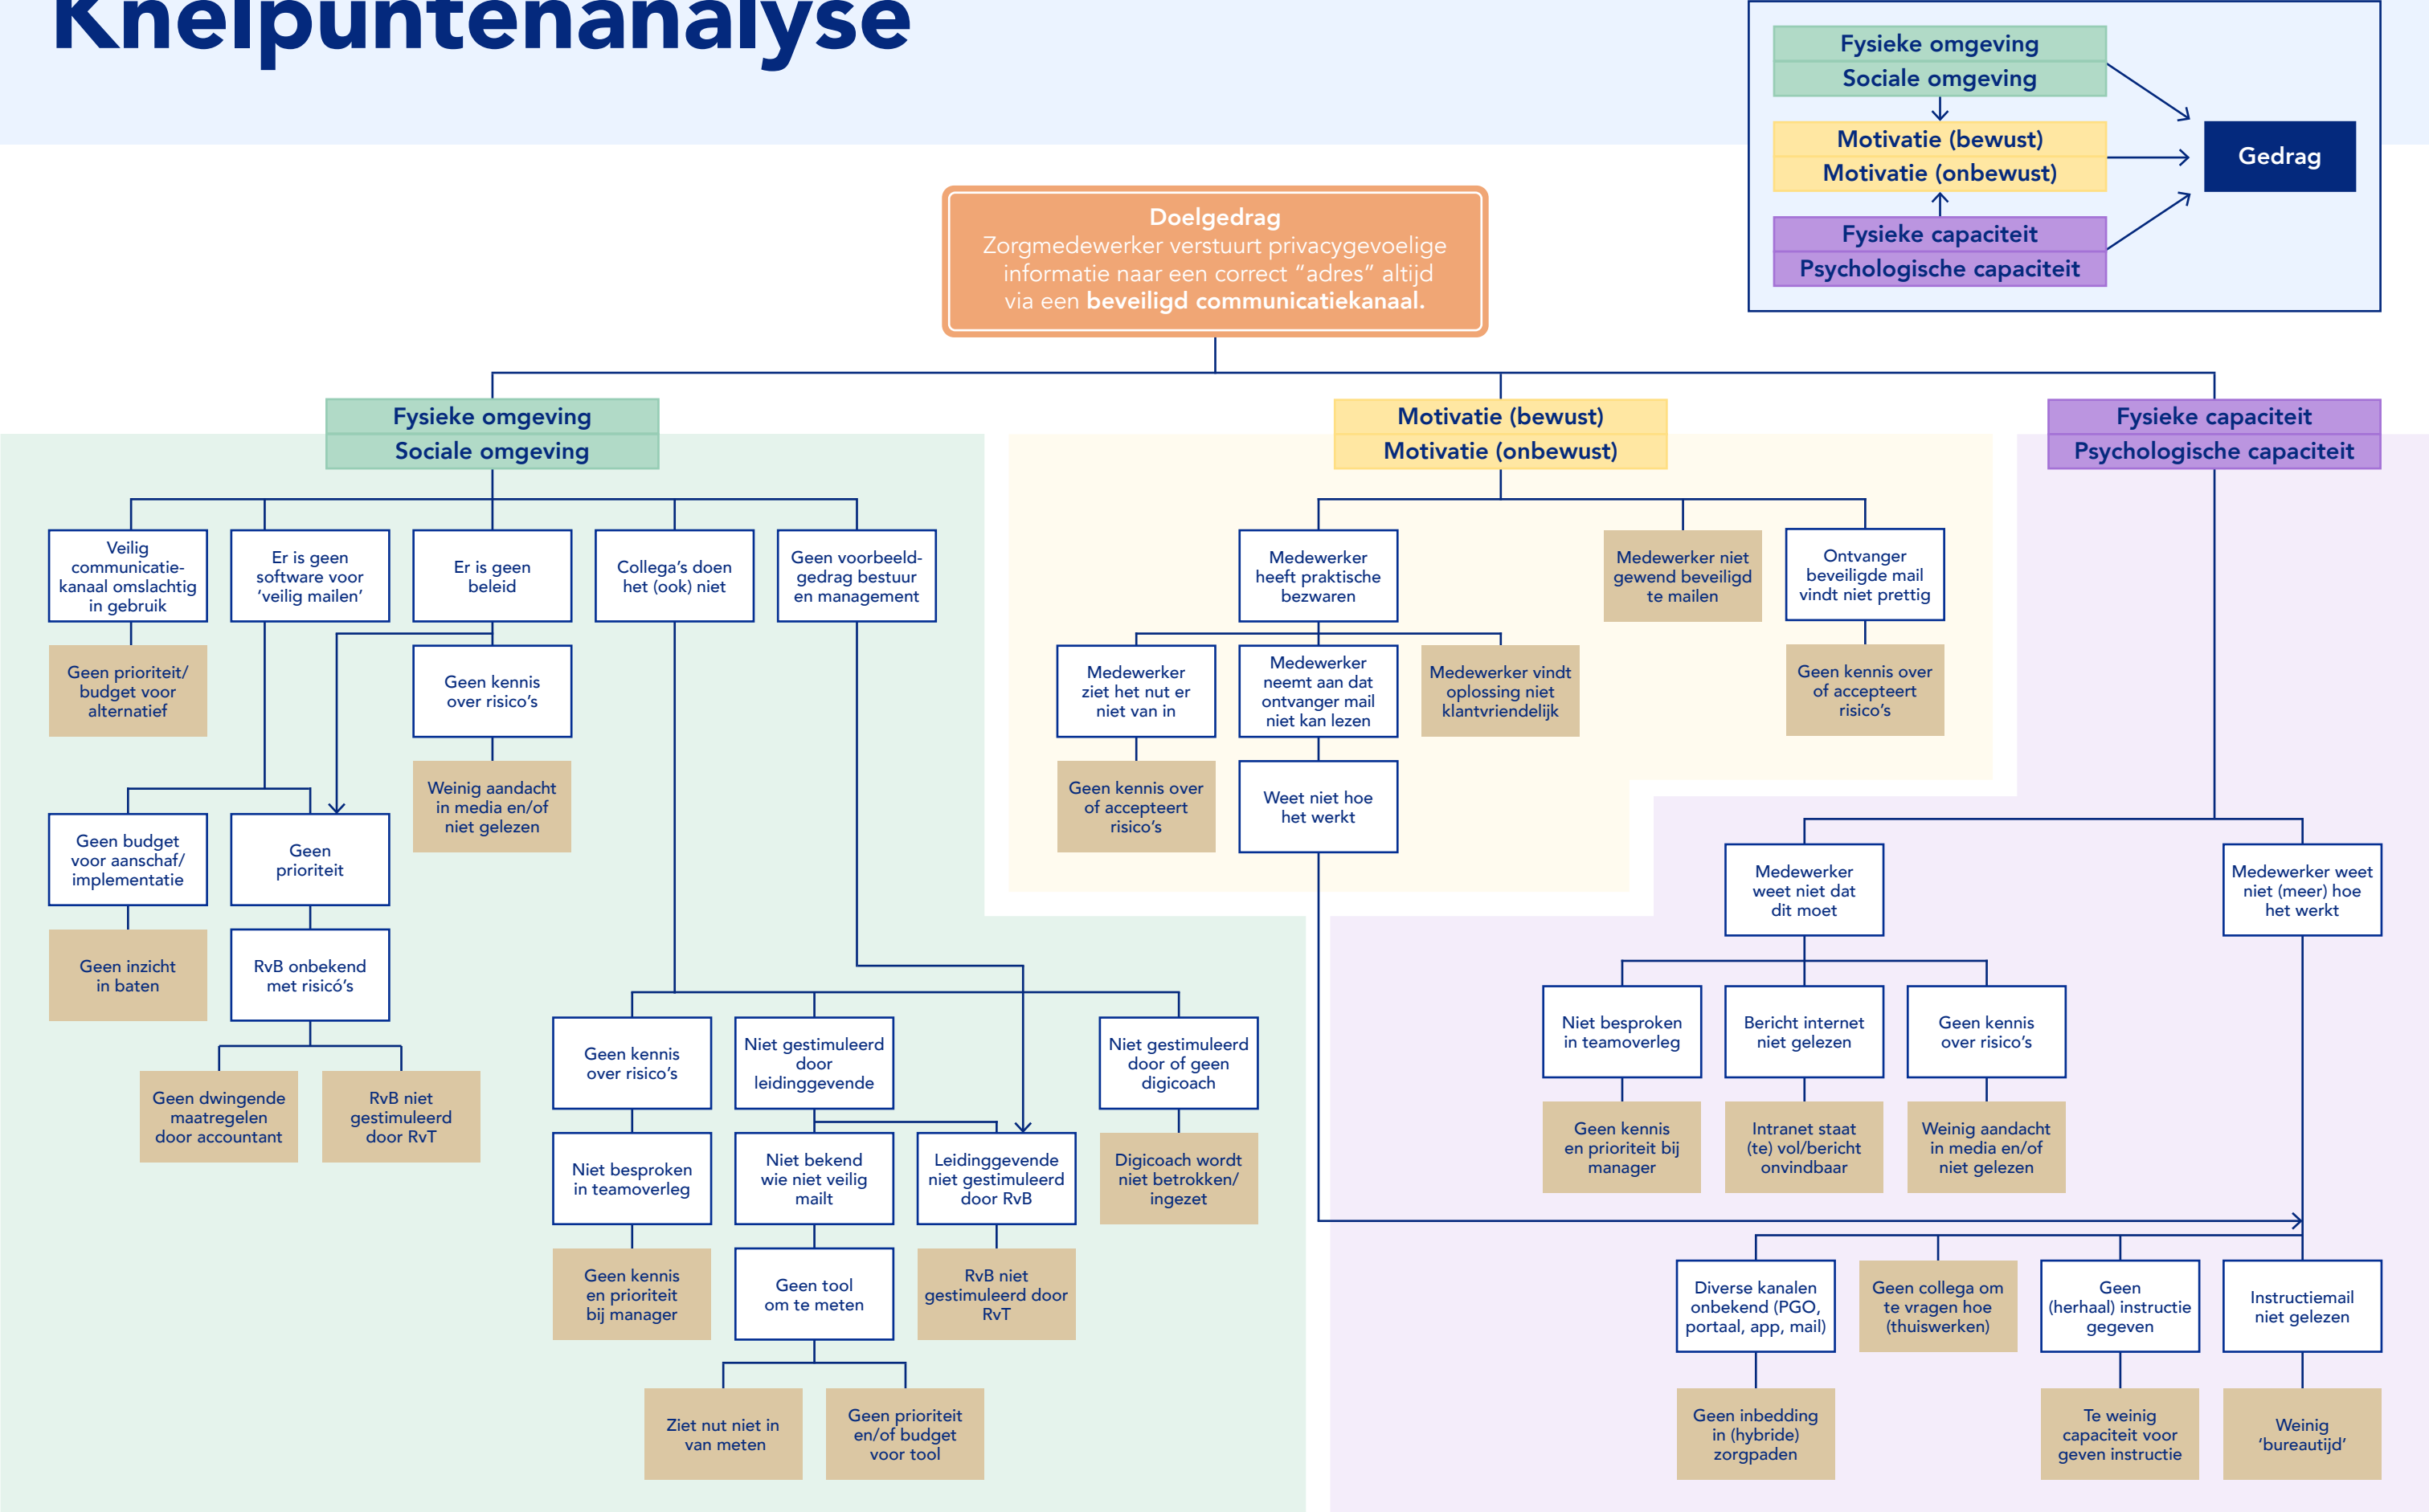 Knelpuntenanalyse
Fysieke omgeving
Sociale omgeving
Motivatie (bewust)
Motivatie (onbewust)
Fysieke capaciteit
Psychologische capaciteit
Gedrag
Doelgedrag
Zorgmedewerker verstuurt privacygevoelige
informatie naar een correct “adres” altijd
via een beveiligd communicatiekanaal.
Fysieke omgeving
Sociale omgeving
Veilig
communicatie-
kanaal omslachtig
in gebruik
Er is geen
software voor
‘veilig mailen’
Er is geen
beleid
Collega’s doen
het (ook) niet
Geen voorbeeld-
gedrag bestuur
en management
Geen prioriteit/
budget voor
alternatief
Geen kennis
over risico’s
Weinig aandacht
in media en/of
niet gelezen
Geen budget
voor aanschaf/
implementatie
Geen
prioriteit
Geen inzicht
in baten
RvB onbekend
met risicó’s
Geen dwingende
maatregelen
door accountant
RvB niet
gestimuleerd
door RvT
Geen kennis
over risico’s
Niet gestimuleerd
door
leidinggevende
Niet gestimuleerd
door of geen
digicoach
Niet besproken
in teamoverleg
Niet bekend
wie niet veilig
mailt
Leidinggevende
niet gestimuleerd
door RvB
Digicoach wordt
niet betrokken/
ingezet
Geen kennis
en prioriteit
bij manager
Geen tool
om te meten
RvB niet
gestimuleerd door
RvT
Ziet nut niet in
van meten
Geen prioriteit
en/of budget
voor tool
Motivatie (bewust)
Motivatie (onbewust)
Medewerker
heeft praktische
bezwaren
Medewerker niet
gewend beveiligd
te mailen
Ontvanger
beveiligde mail
vindt niet prettig
Medewerker
ziet het nut er
niet van in
Medewerker
neemt aan dat
ontvanger mail
niet kan lezen
Medewerker vindt
oplossing niet
klantvriendelijk
Geen kennis over
of accepteert
risico’s
Geen kennis over
of accepteert
risico’s
Weet niet hoe
het werkt
Fysieke capaciteit
Psychologische capaciteit
Medewerker
weet niet dat
dit moet
Medewerker weet
niet (meer) hoe
het werkt
Niet besproken
in teamoverleg
Bericht internet
niet gelezen
Geen kennis
over risico’s
Geen kennis
en prioriteit bij
manager
Intranet staat
(te) vol/bericht
onvindbaar
Weinig aandacht
in media en/of
niet gelezen
Diverse kanalen
onbekend (PGO,
portaal, app, mail)
Geen collega om
te vragen hoe
(thuiswerken)
Geen
(herhaal) instructie
gegeven
Instructiemail
niet gelezen
Geen inbedding
in (hybride)
zorgpaden
Te weinig
capaciteit voor
geven instructie
Weinig
‘bureautijd’